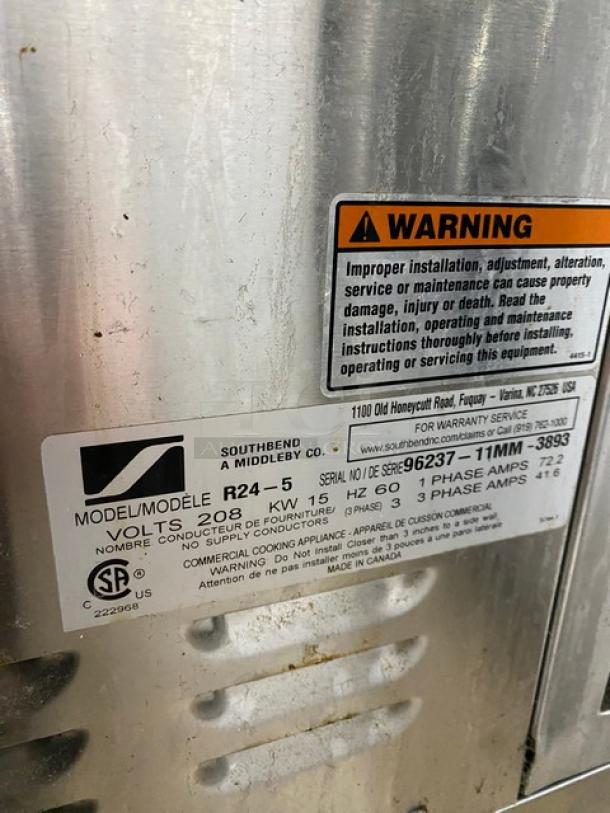 WARNING
Improper installation, adjustment, alteration,
service or maintenance can cause property
damage, injury or death. Read the
installation, operating and maintenance
instructions thoroughly before installing,
operating or servicing this equipment.
441S-1
1100 Old Honeycutt Road, Fuquay - Varina, NC 27526 USA
SOUTHBEND
A MIDDLEBY CO.
FOR WARRANTY SERVICE
www.southbendnc.com/claims or Call (919) 762-1000
MODEL/MODÈLE R24-5 SERIAL NO / DE SÉRIE 96237-11MM-3893
VOLTS 208 KW 15 HZ 60 1 PHASE AMPS 72.2
NOMBRE CONDUCTEUR DE FOURNITURE/ (3 PHASE) 3 3 PHASE AMPS 41.6
NO SUPPLY CONDUCTORS
COMMERCIAL COOKING APPLIANCE - APPAREIL DE CUISSON COMMERCIAL
WARNING: Do Not Install Closer than 3 inches to a side wall
Attention de ne pas installer moins de 3 pouces à une paroi latérale
MADE IN CANADA
SA ®
C US
222968